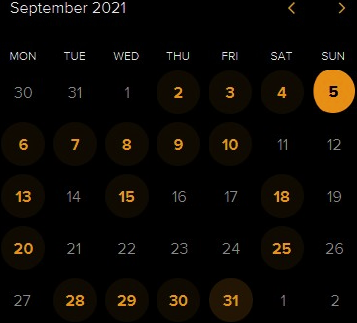 September 2021
MON TUE WED THU FRI SAT SUN
30 31 1 2 3 4 5
6 7 8 9 10 11 12
13 14 15 16 17 18 19
20 21 22 23 24 25 26
27 28 29 30 31 1 2